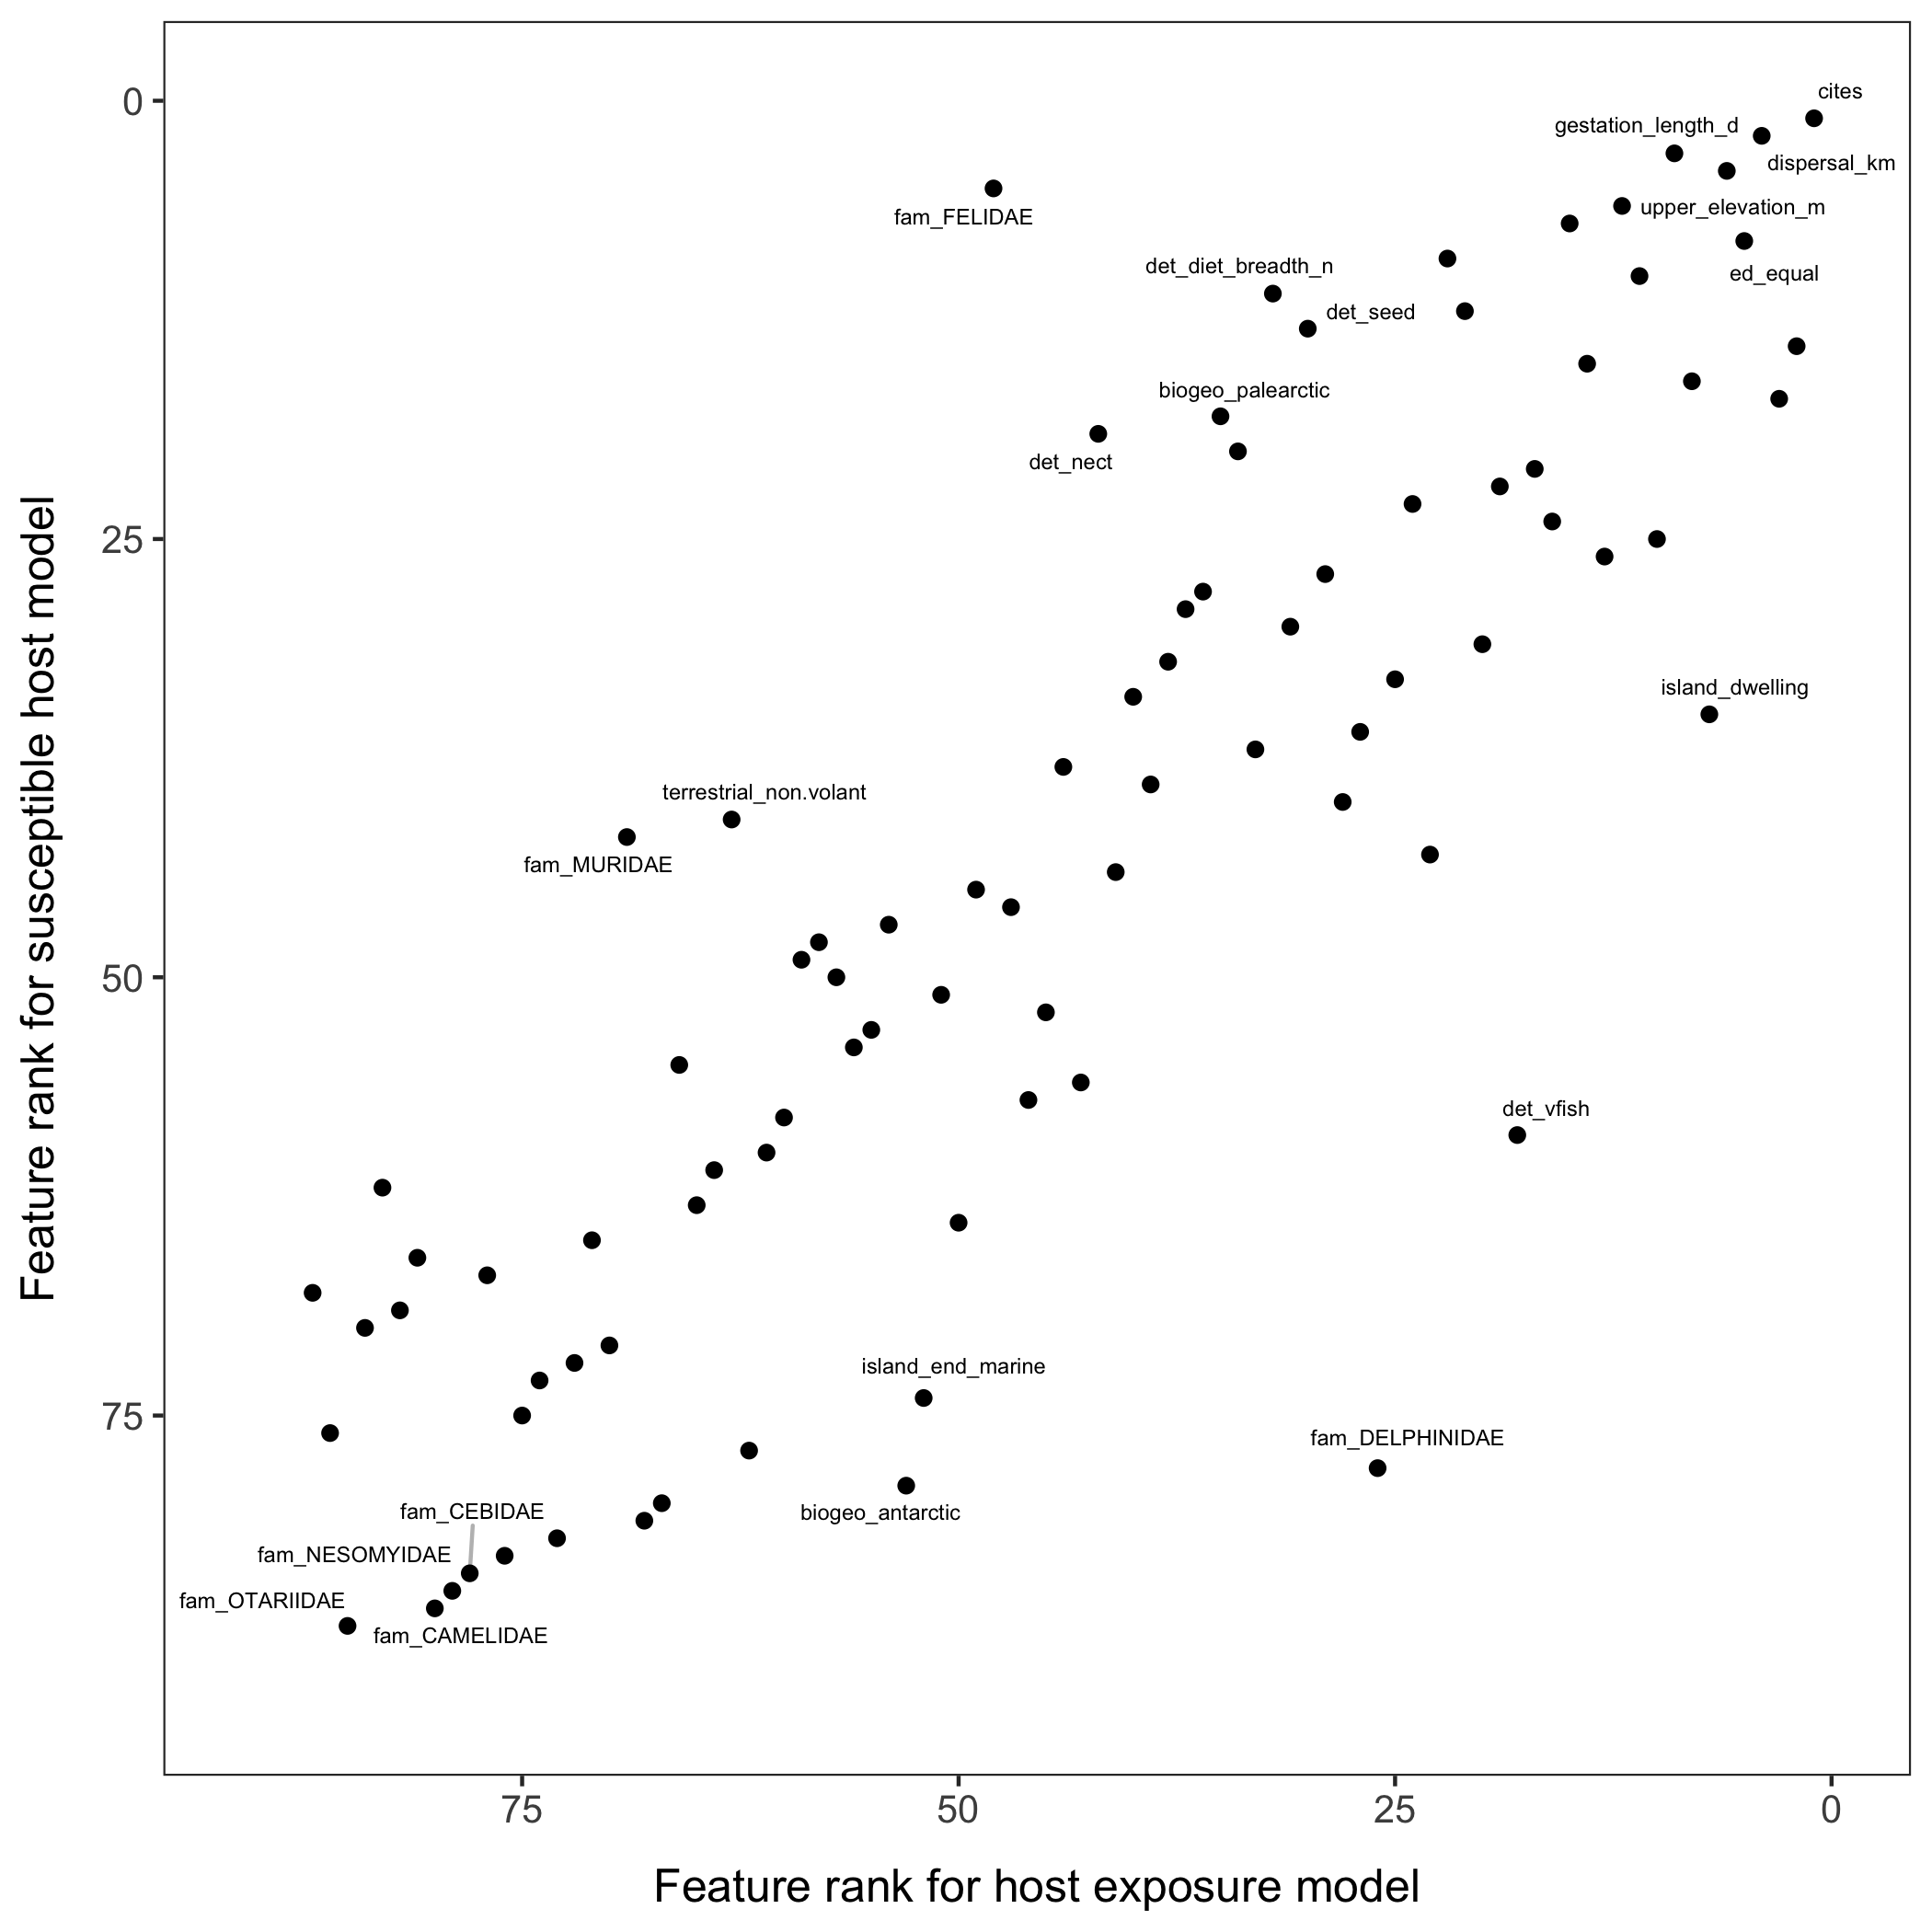 cites
gestation_length_d
dispersal_km
fam_FELIDAE
upper_elevation_m
det_diet_breadth_n
ed_equal
det_seed
biogeo_palearctic
det_nect
island_dwelling
terrestrial_non.volant
fam_MURIDAE
det_vfish
island_end_marine
fam_DELPHINIDAE
fam_CEBIDAE
biogeo_antarctic
fam_NESOMYIDAE
fam_OTARIIDAE
fam_CAMELIDAE
0
25
50
75
Feature rank for susceptible host model
75 50 25 0
Feature rank for host exposure model